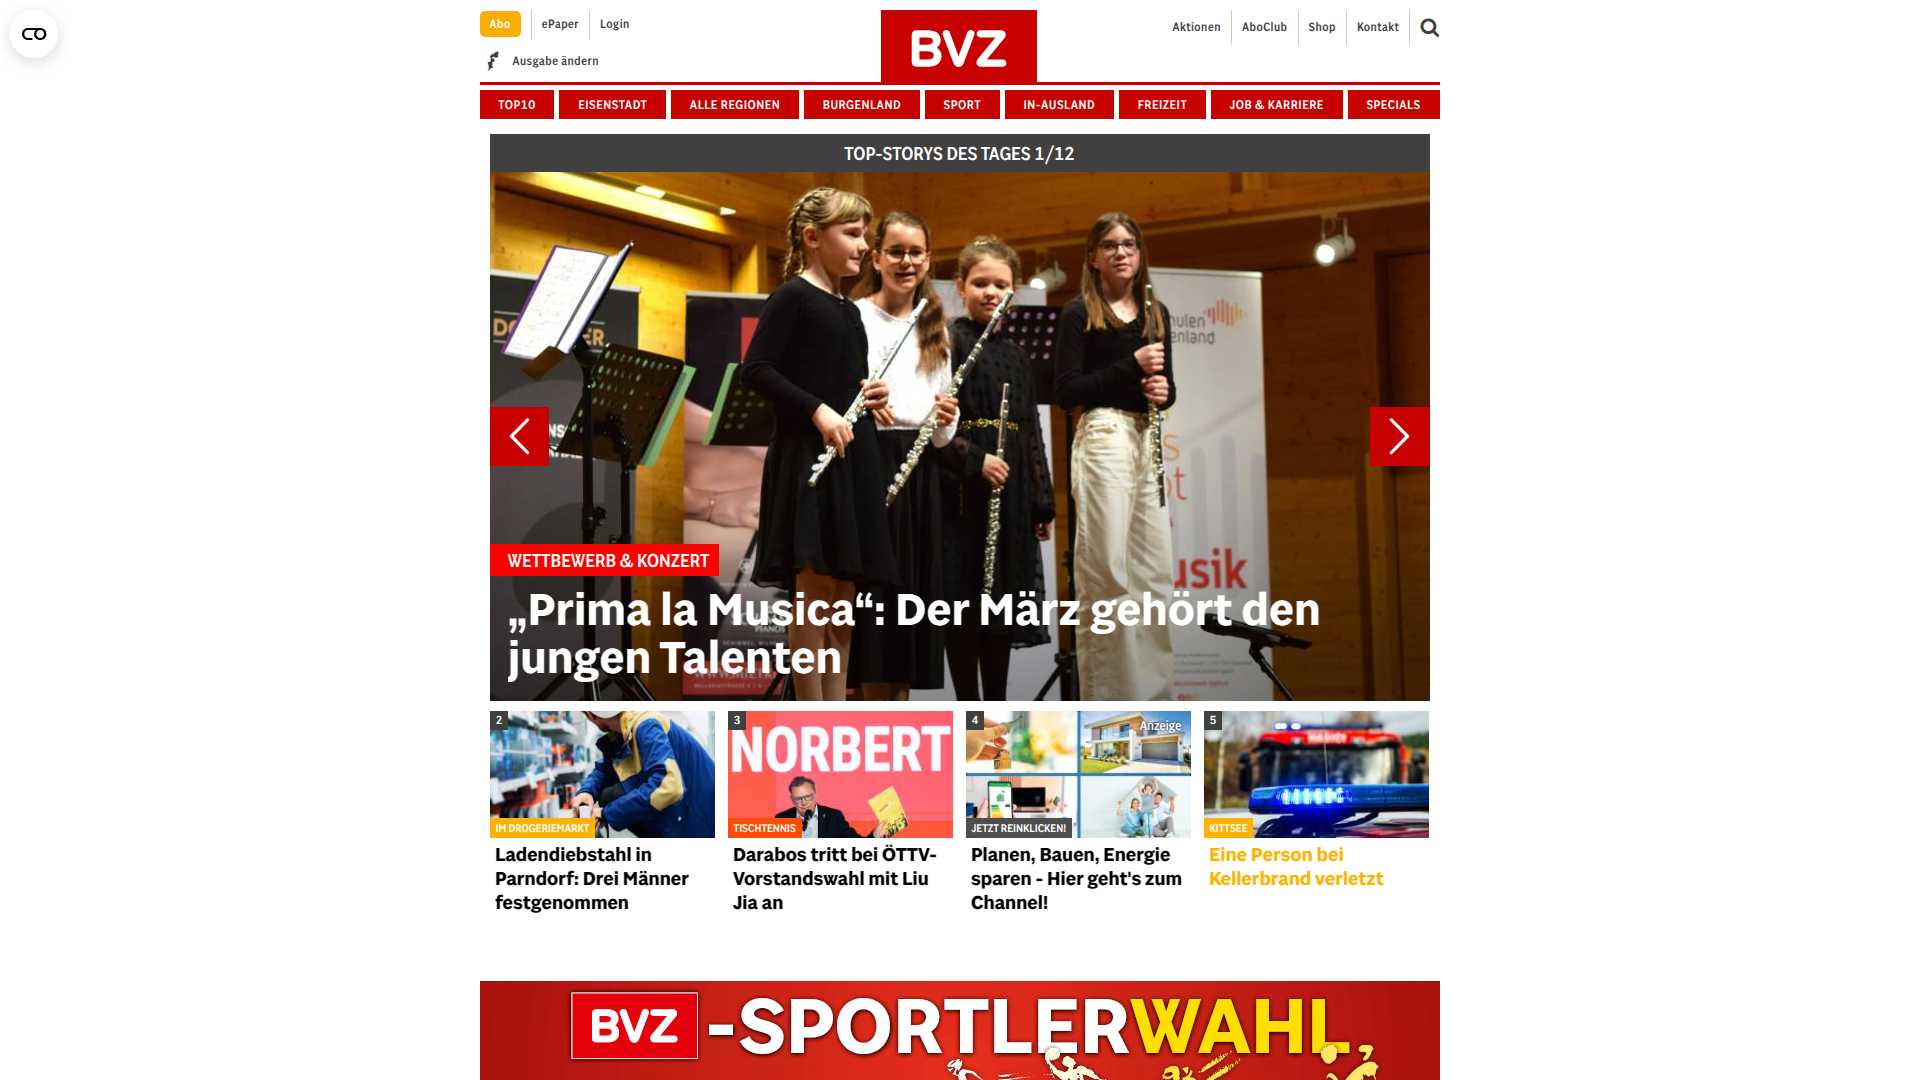 Abo
ePaper
Login
Ausgabe ändern
BVZ
Aktionen
AboClub
Shop
Kontakt
TOP10
EISENSTADT
ALLE REGIONEN
BURGENLAND
SPORT
IN-AUSLAND
FREIZEIT
JOB & KARRIERE
SPECIALS
TOP-STORYS DES TAGES 1/12
WETTBEWERB & KONZERT
„Prima la Musica“: Der März gehört den
jungen Talenten
2
IM DROGERIEMARKT
Ladendiebstahl in
Parndorf: Drei Männer
festgenommen
3
NORBERT
TISCHTENNIS
Darabos tritt bei ÖTTV-
Vorstandswahl mit Liu
Jia an
4
Anzeige
JETZT REINKLICKEN!
Planen, Bauen, Energie
sparen - Hier geht's zum
Channel!
5
KITTSEE
Eine Person bei
Kellerbrand verletzt
BVZ -SPORTLERWAHL